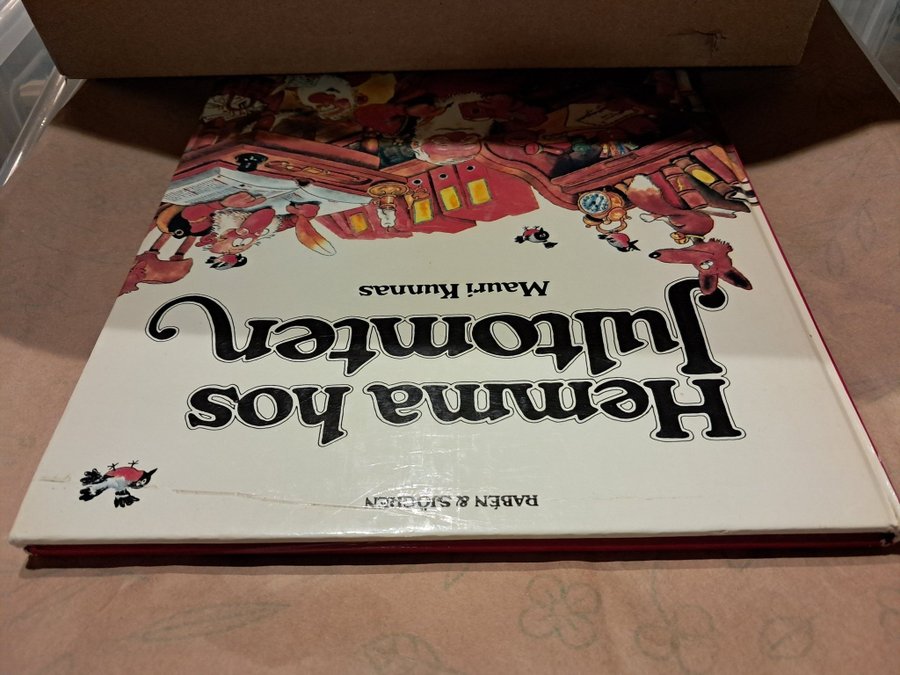 RABÉN & SJÖGREN
Hemma hos
Jultomten
Mauri Kunnas